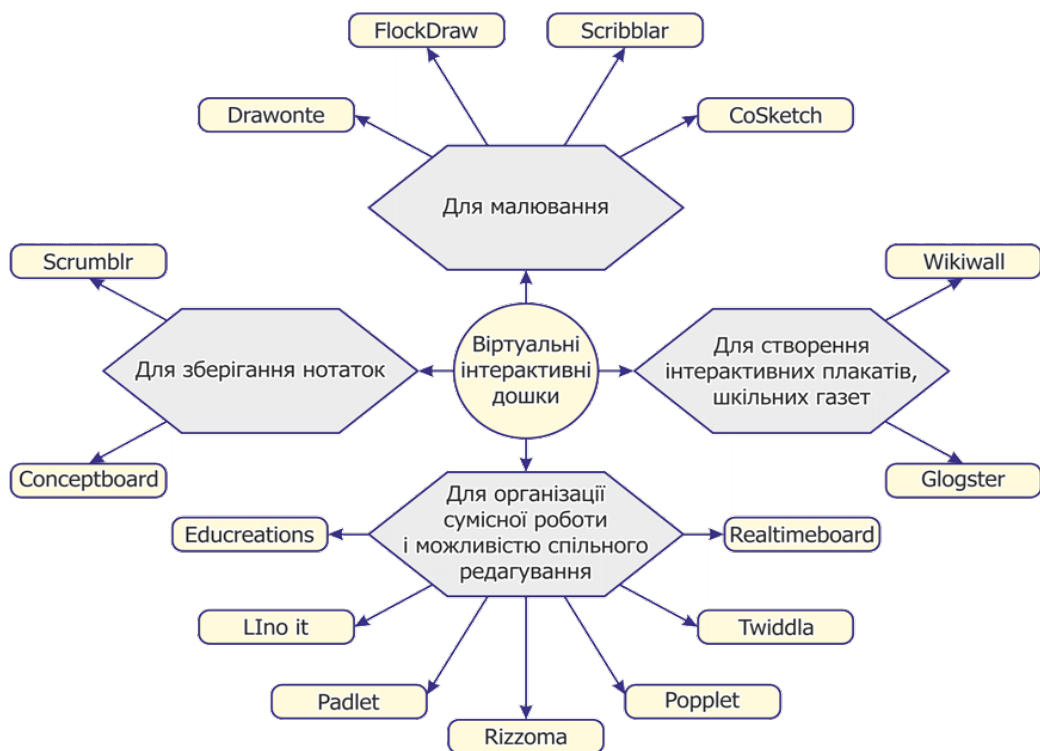 FlockDraw
Scribblar
Drawonte
CoSketch
Для малювання
Scrumblr
Wikiwall
Для зберігання нотаток
Віртуальні
інтерактивні
дошки
Для створення
інтерактивних плакатів,
шкільних газет
Conceptboard
Glogster
Для організації
сумісної роботи
і можливістю спільного
редагування
Educreations
Realtimeboard
LIno it
Twiddla
Padlet
Popplet
Rizzoma